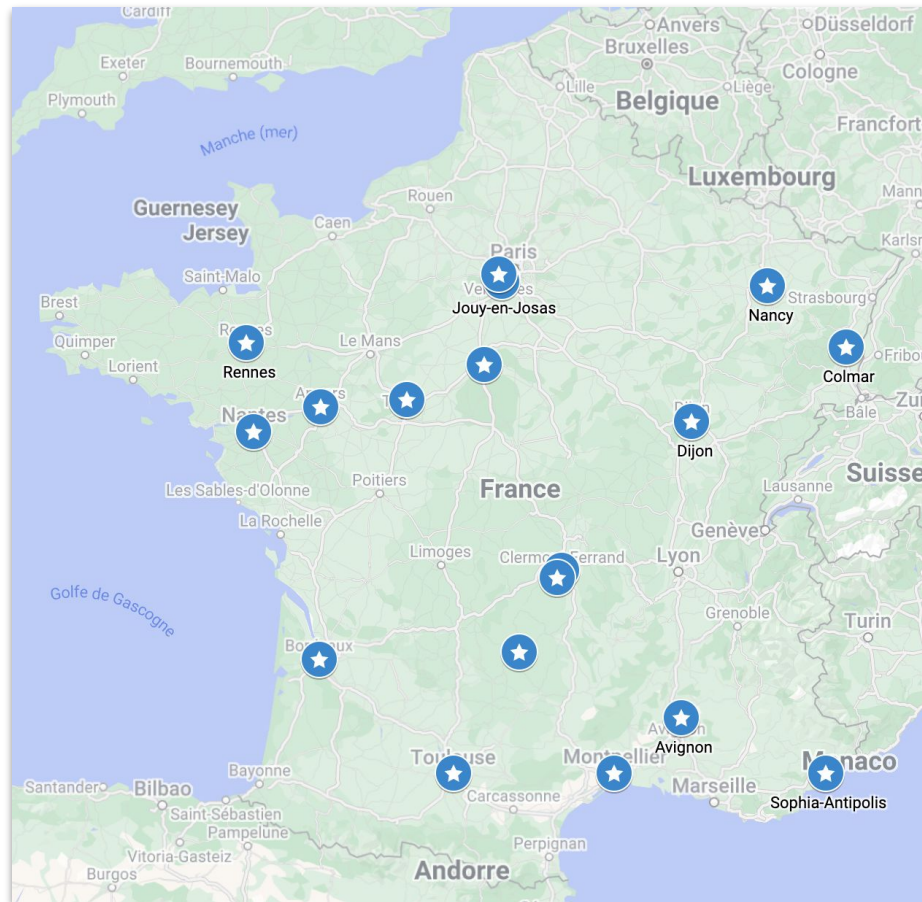 Cardiff
Anvers
Düsseldorf
Exeter
Bournemouth
Bruxelles
Cologne
Plymouth
Lille
Liège
Belgique
Manche (mer)
Francfort
Luxembourg
Rouen
Guernesey
Jersey
Caen
Paris
Saint-Malo
Brest
Strasbourg
Jouy-en-Josas
Nancy
Quimper
Le Mans
Lorient
Rennes
Colmar
Nantes
Dijon
Bâle
Suisse
Poitiers
France
Lausanne
Les Sables-d'Olonne
La Rochelle
Genève
Limoges
Clermont-Ferrand
Lyon
Golfe de Gascogne
Grenoble
Turin
Bordeaux
Avignon
Toulouse
Montpellier
Monaco
Bayonne
Santander
Bilbao
Carcassonne
Marseille
Sophia-Antipolis
Saint-Sébastien
Pampelune
Perpignan
Vitoria-Gasteiz
Burgos
Andorre